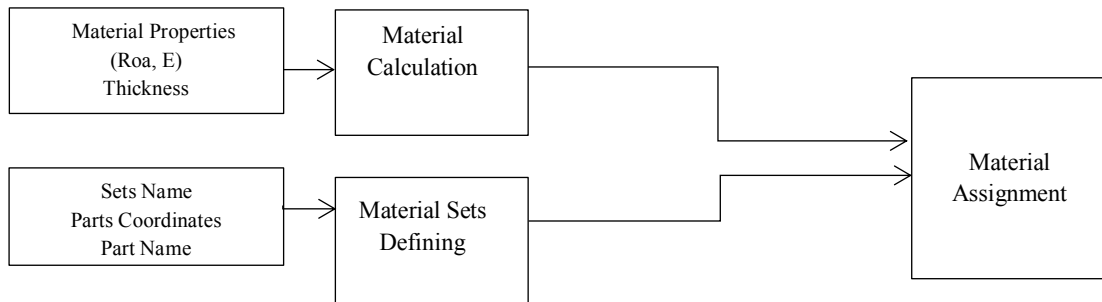 Material Properties
(Roa, E)
Thickness
Material
Calculation
Sets Name
Parts Coordinates
Part Name
Material Sets
Defining
Material
Assignment